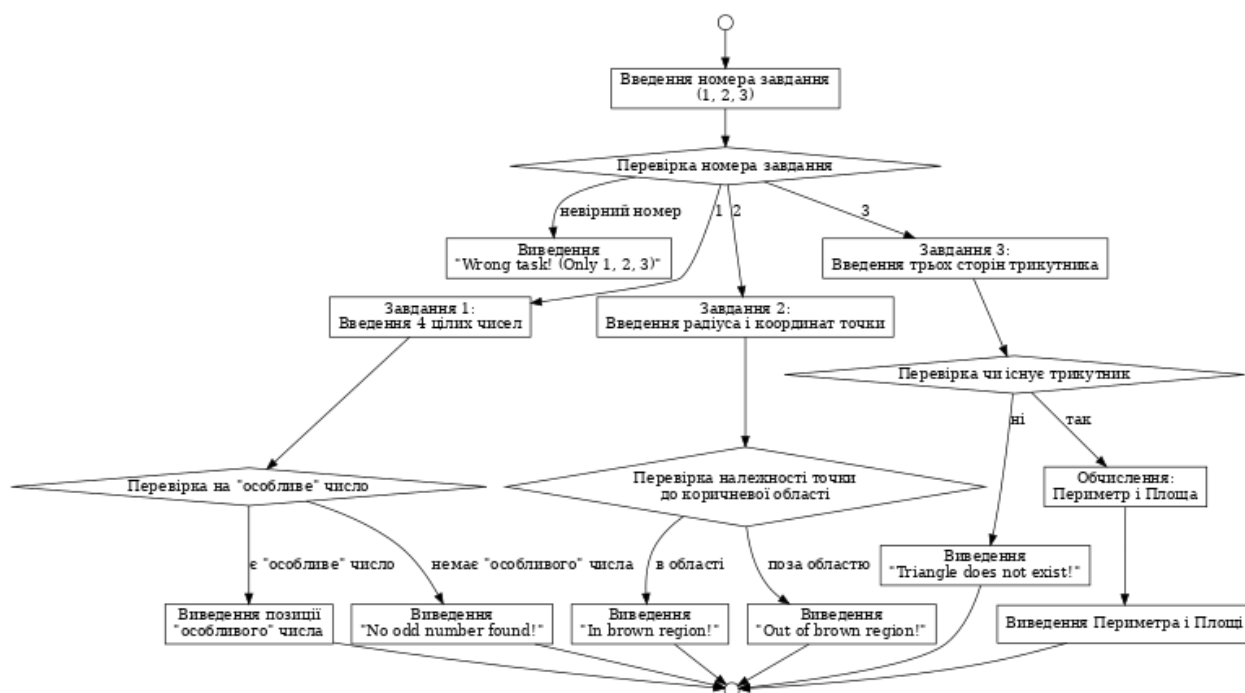 Введення номера завдання
(1, 2, 3)
Перевірка номера завдання
невірний номер
1
2
3
Виведення
"Wrong task! (Only 1, 2, 3)"
Завдання 3:
Введення трьох сторін трикутника
Завдання 1:
Введення 4 цілих чисел
Завдання 2:
Введення радіуса і координат точки
Перевірка чи існує трикутник
ні
так
Перевірка на "особливе" число
Перевірка належності точки
до коричневої області
Обчислення:
Периметр і Площа
є "особливе" число
немає "особливого" числа
в області
поза областю
Виведення
"Triangle does not exist!"
Виведення позиції
"особливого" числа
Виведення
"No odd number found!"
Виведення
"In brown region!"
Виведення
"Out of brown region!"
Виведення Периметра і Площі